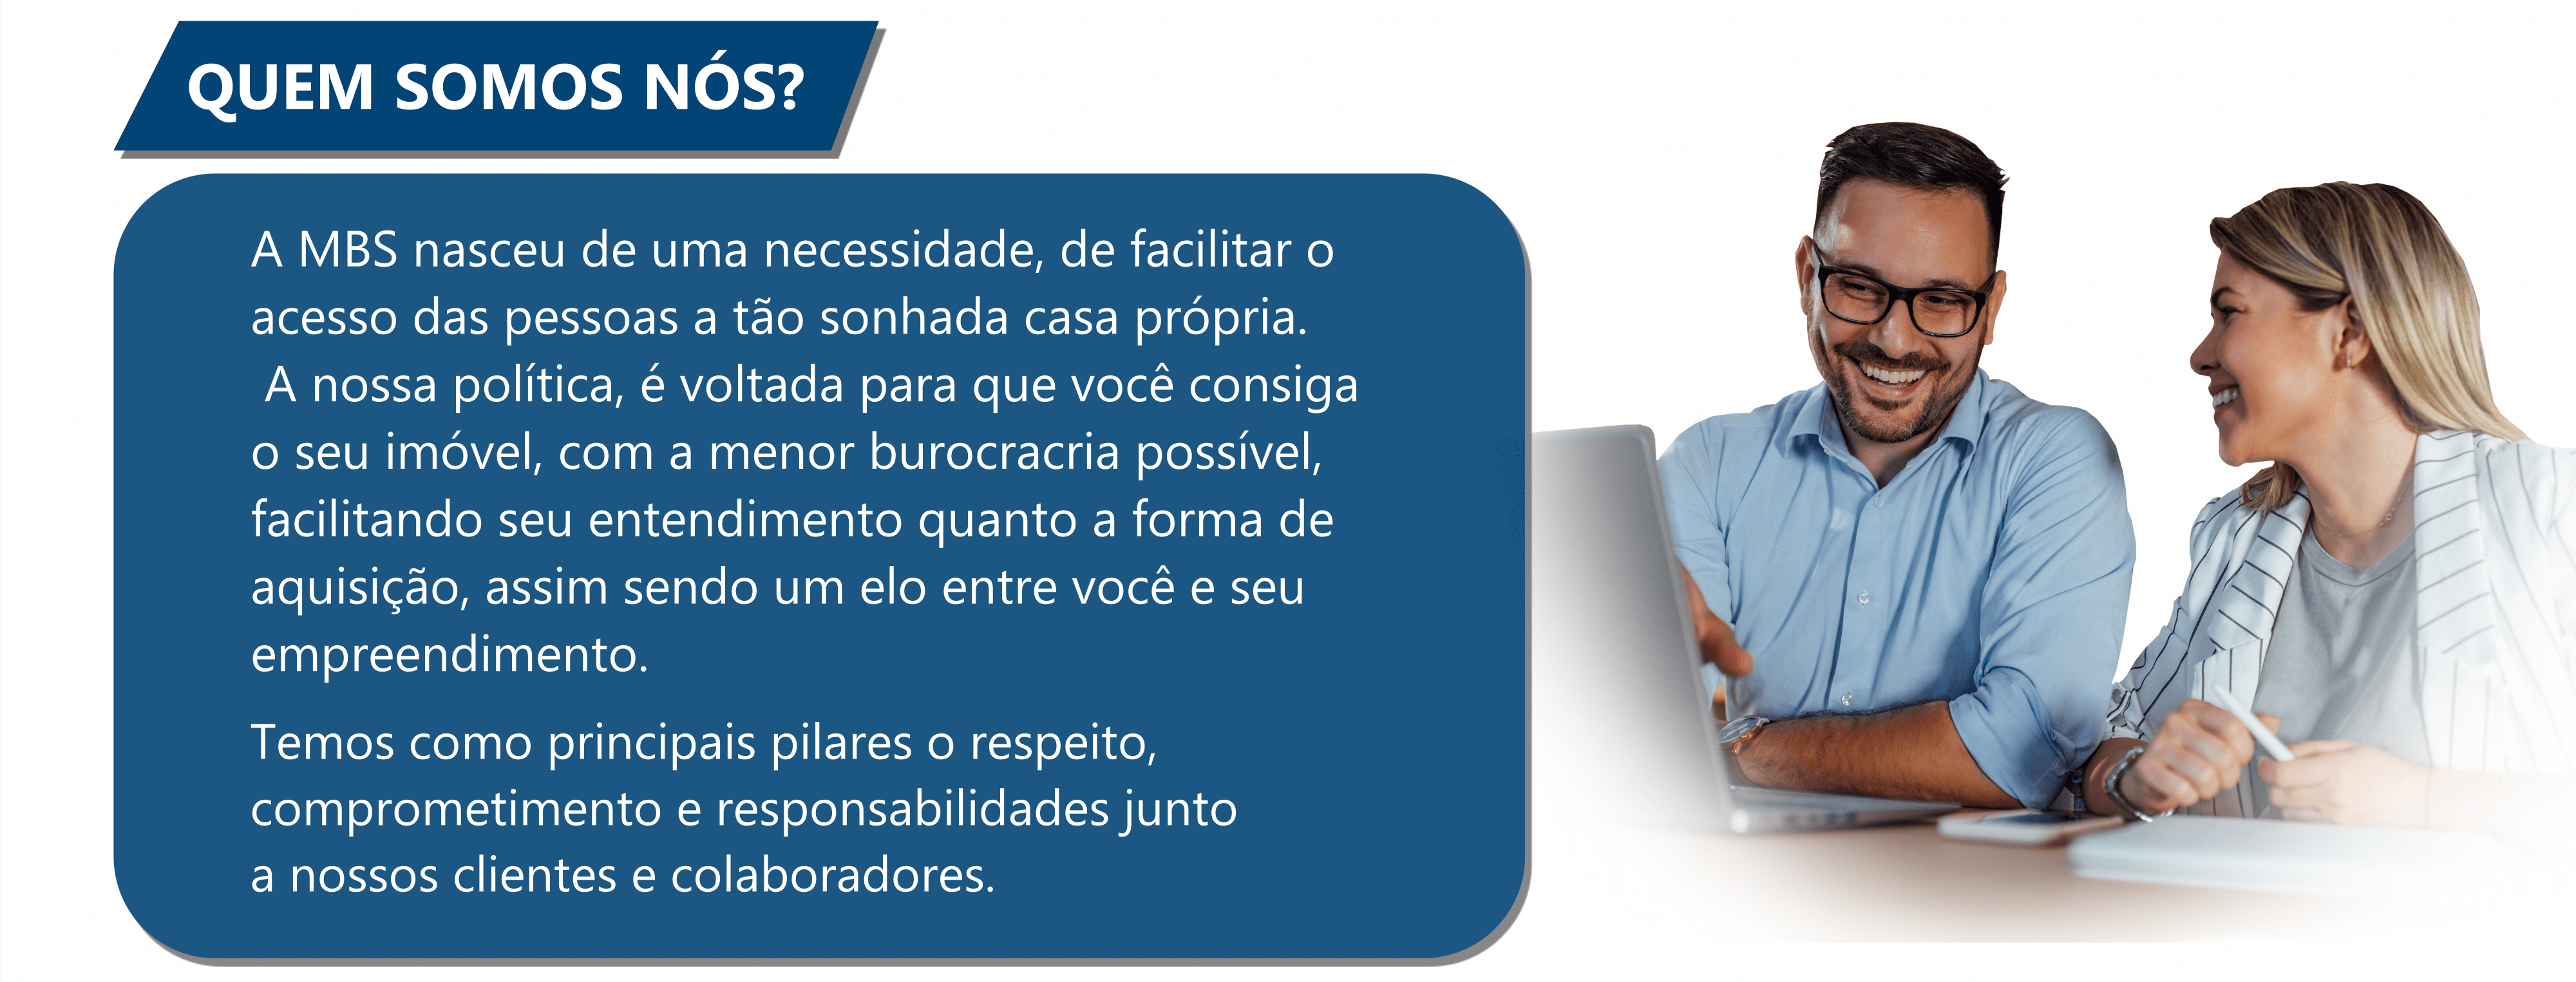 QUEM SOMOS NÓS?
A MBS nasceu de uma necessidade, de facilitar o
acesso das pessoas a tão sonhada casa própria.
A nossa política, é voltada para que você consiga
o seu imóvel, com a menor burocracria possível,
facilitando seu entendimento quanto a forma de
aquisição, assim sendo um elo entre você e seu
empreendimento.
Temos como principais pilares o respeito,
comprometimento e responsabilidades junto
a nossos clientes e colaboradores.